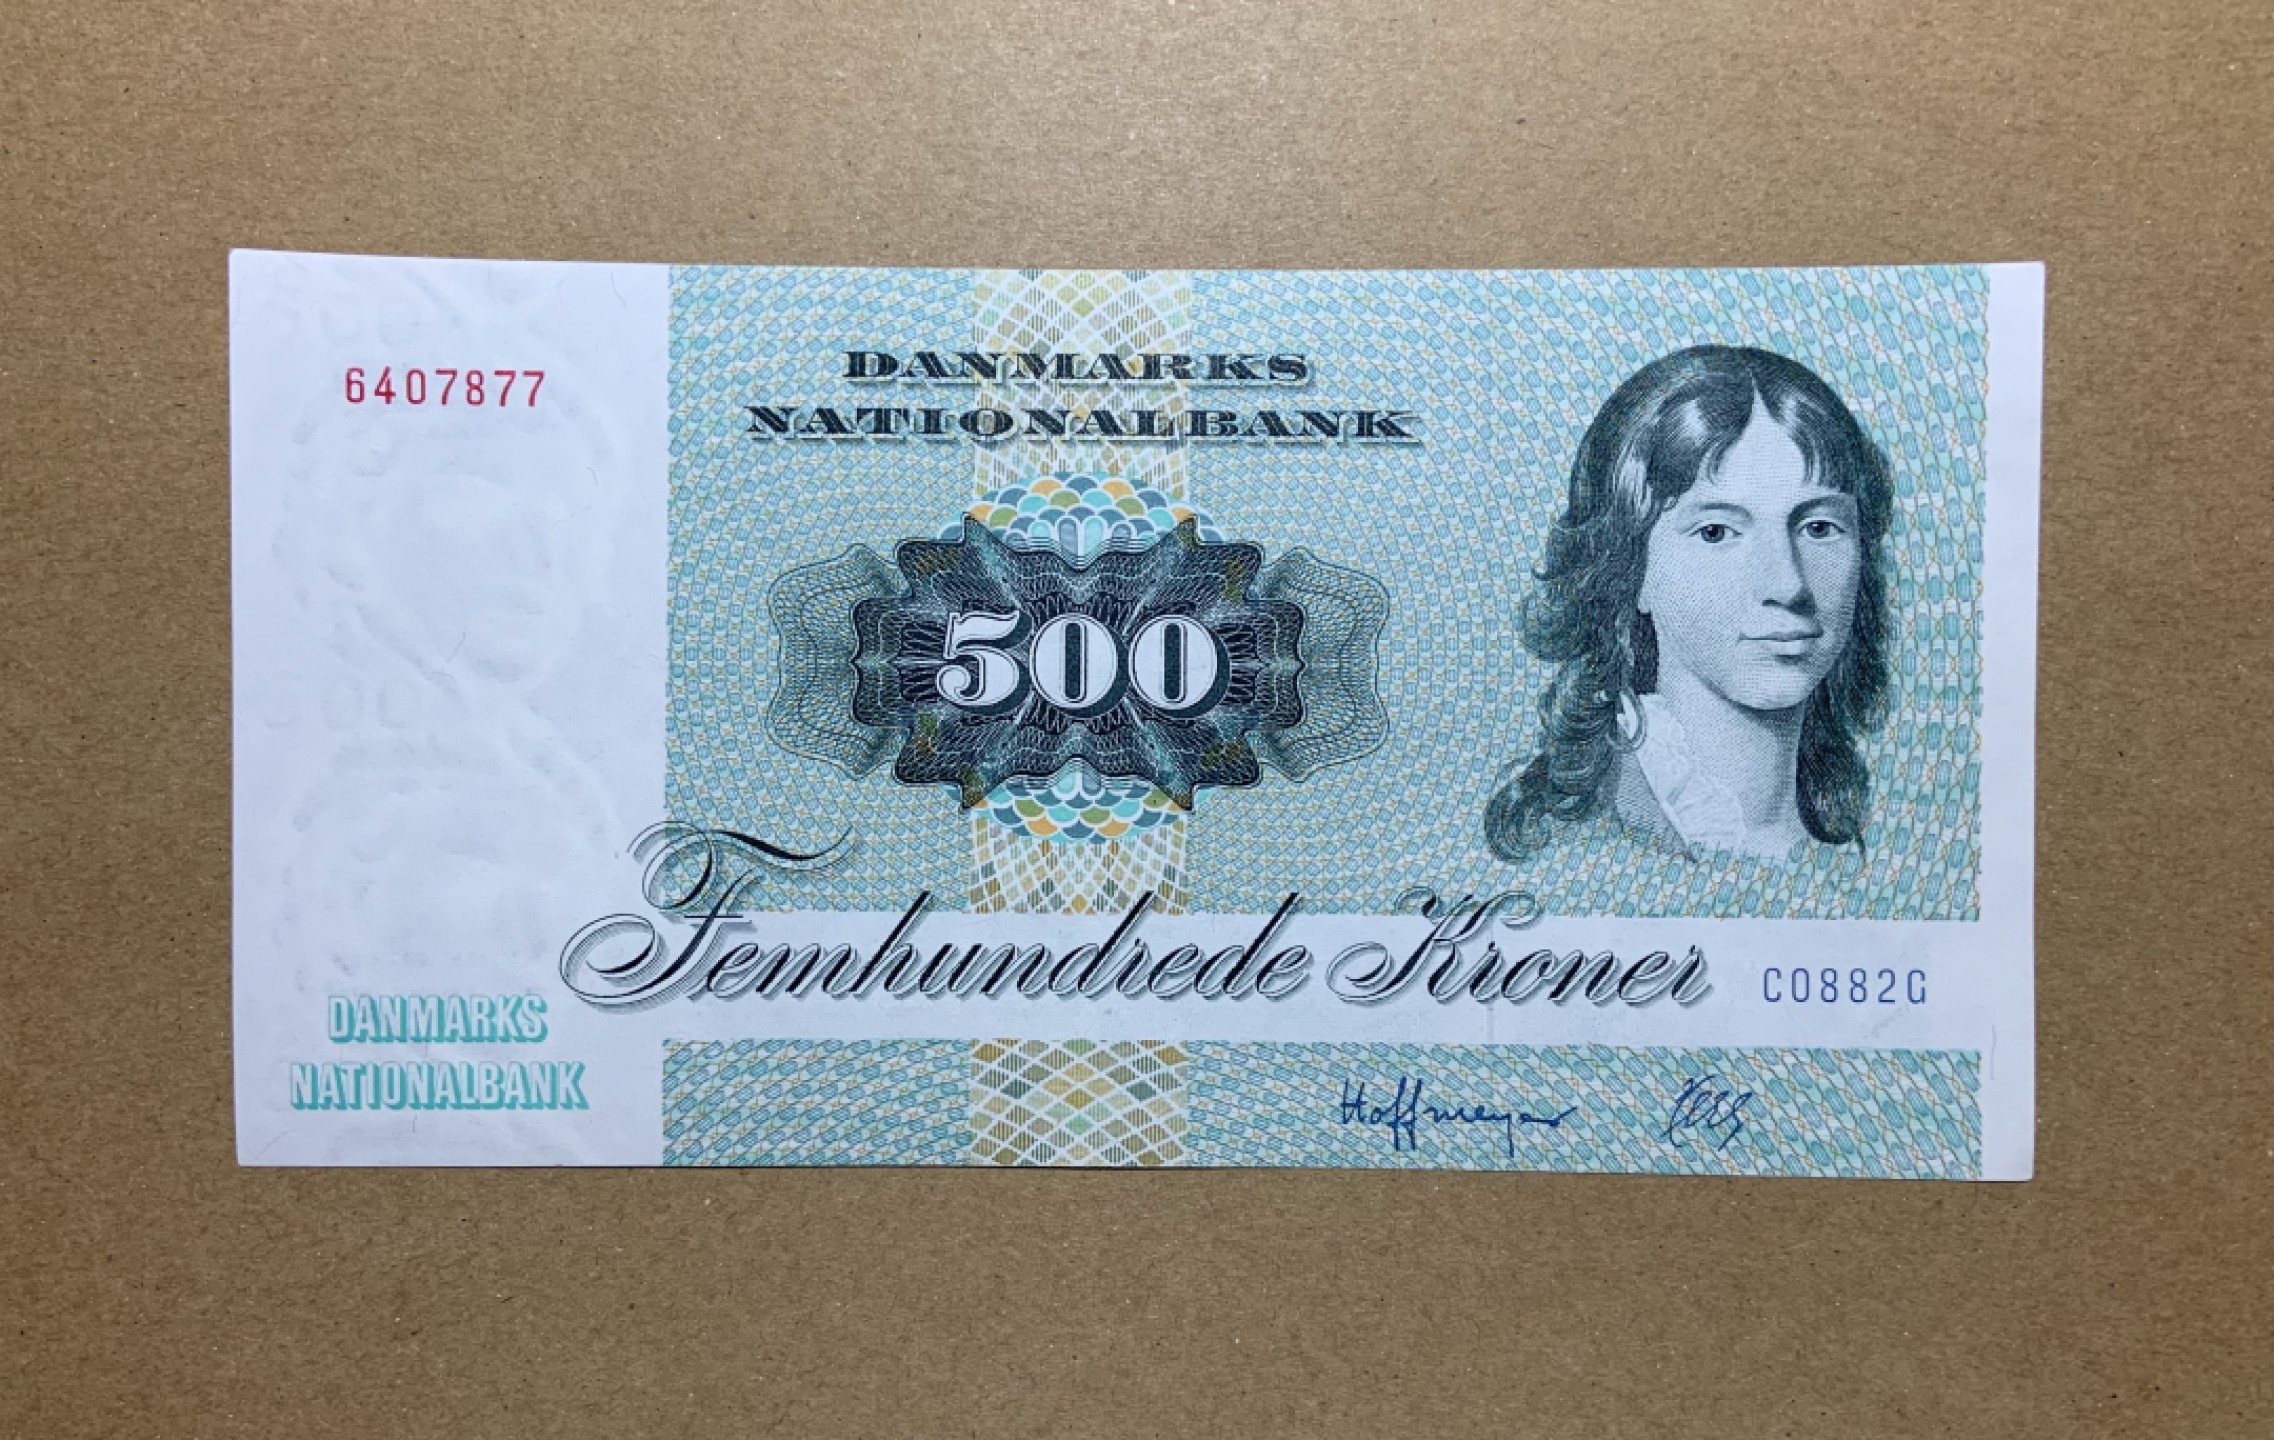 6407877
DANMARKS
NATIONALBANK
500
Femhundrede Kroner
C0882G
DANMARKS
NATIONALBANK
Hoffmeyer